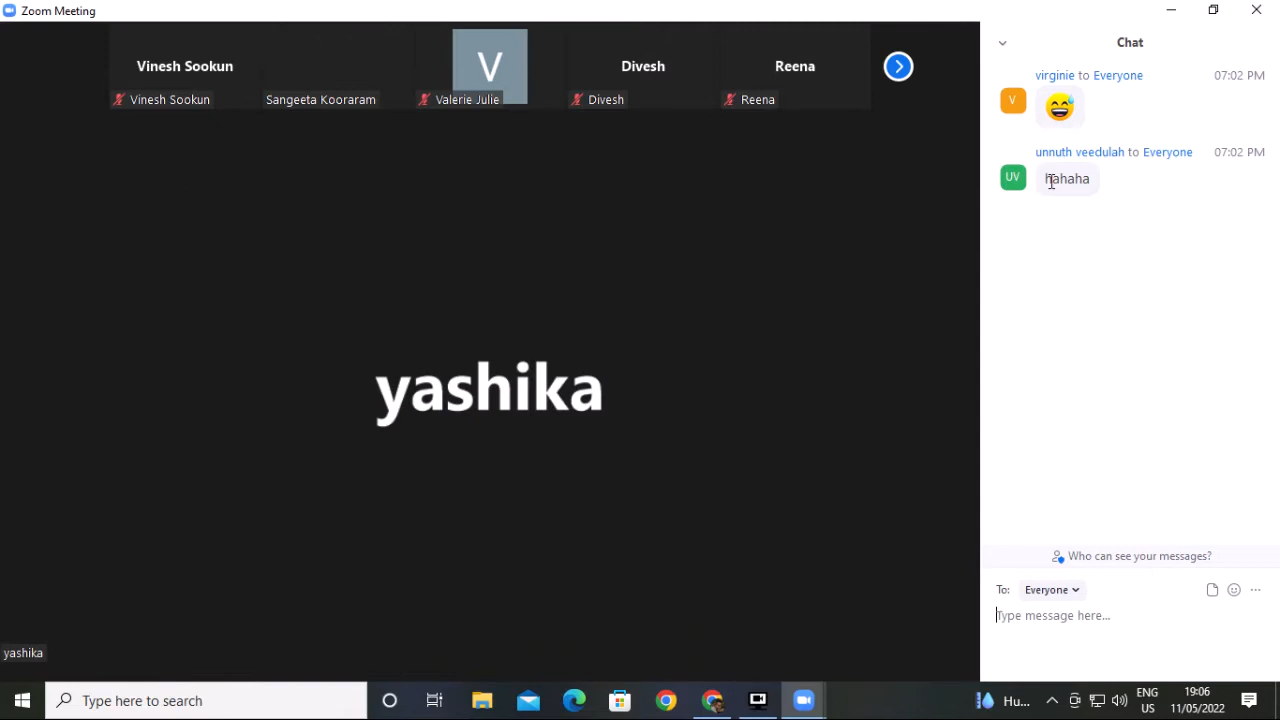 Zoom Meeting
Vinesh Sookun
Vinesh Sookun
Sangeeta Kooraram
V
Valerie Julie
Divesh
Divesh
Reena
Reena
yashika
yashika
Chat
virginie to Everyone 07:02 PM
V
unnuth veedulah to Everyone 07:02 PM
UV
hahaha
Who can see your messages?
To: Everyone
Type message here...
Type here to search
Hu...
ENG
US
19:06
11/05/2022